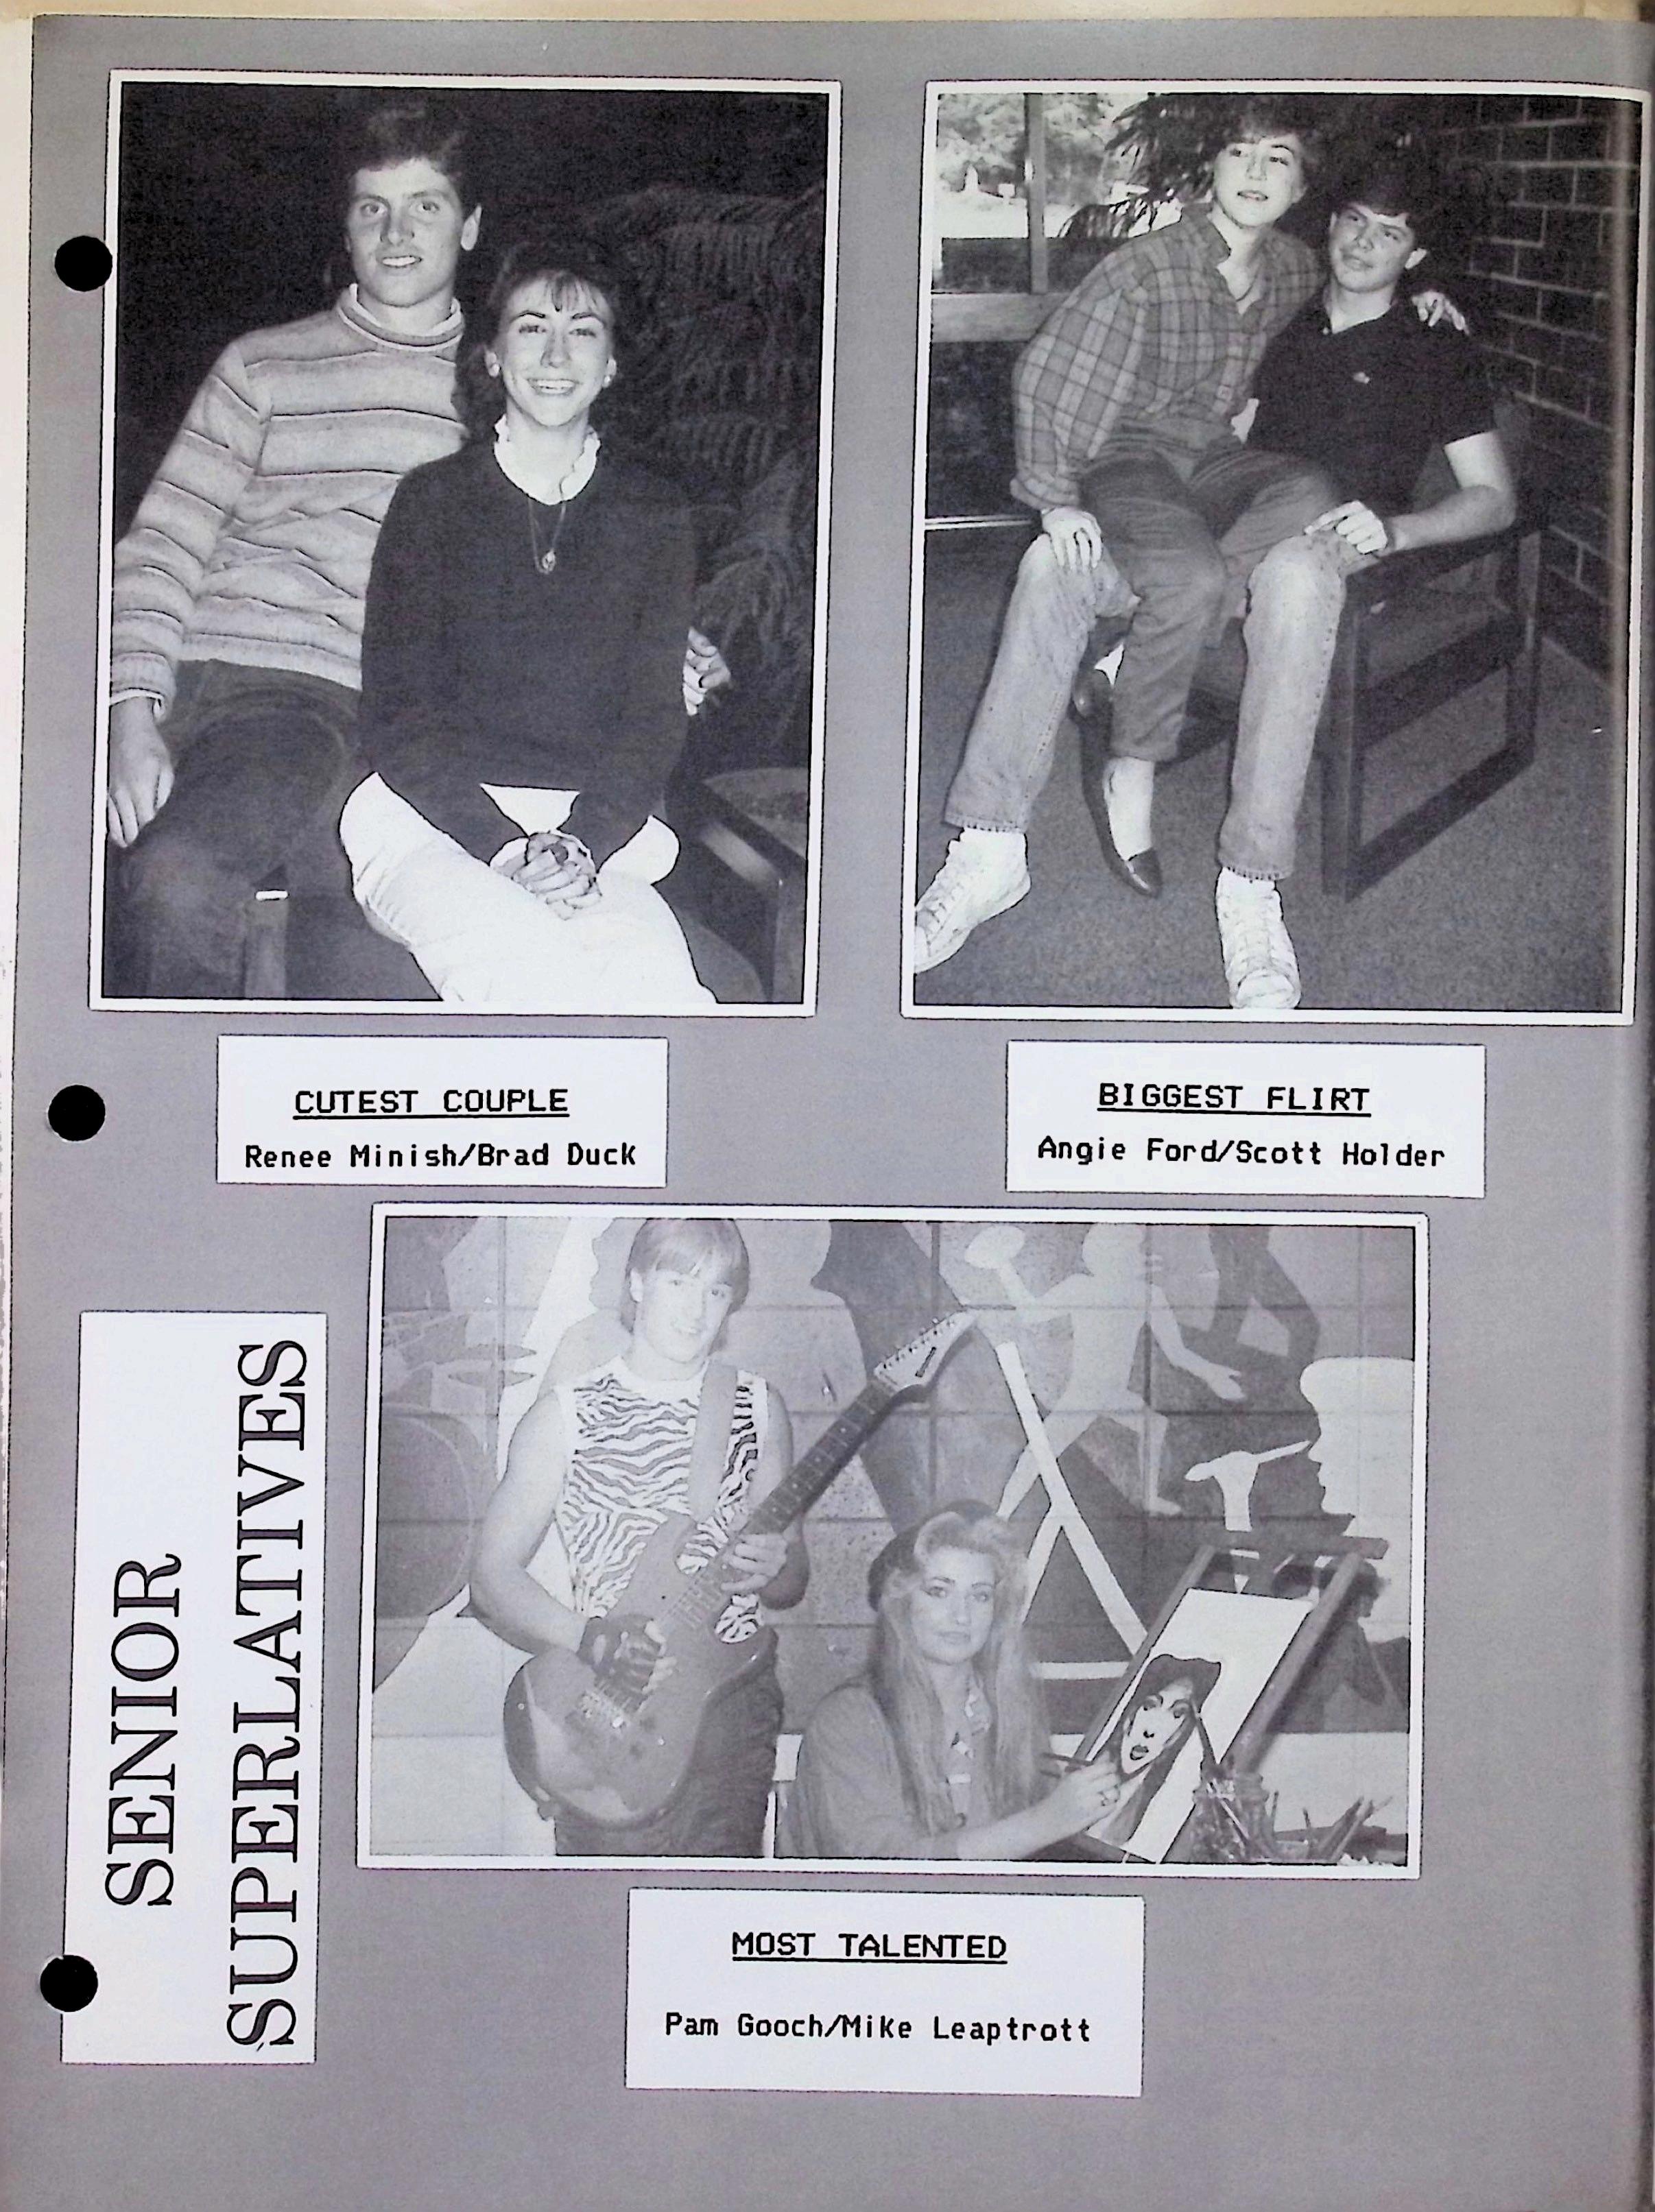 CUTEST COUPLE
Renee Minish/Brad Duck
BIGGEST FLIRT
Angie Ford/Scott Holder
SENIOR
SUPERLATIVES
MOST TALENTED
Pam Gooch/Mike Leaptrott